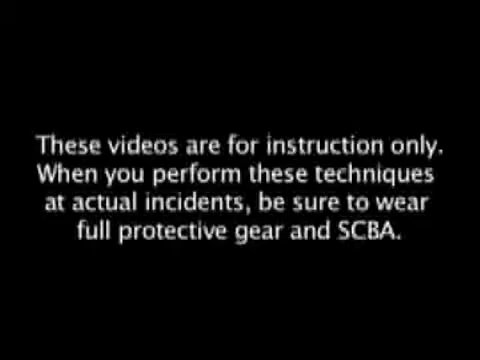 These videos are for instruction only.
When you perform these techniques
at actual incidents, be sure to wear
full protective gear and SCBA.